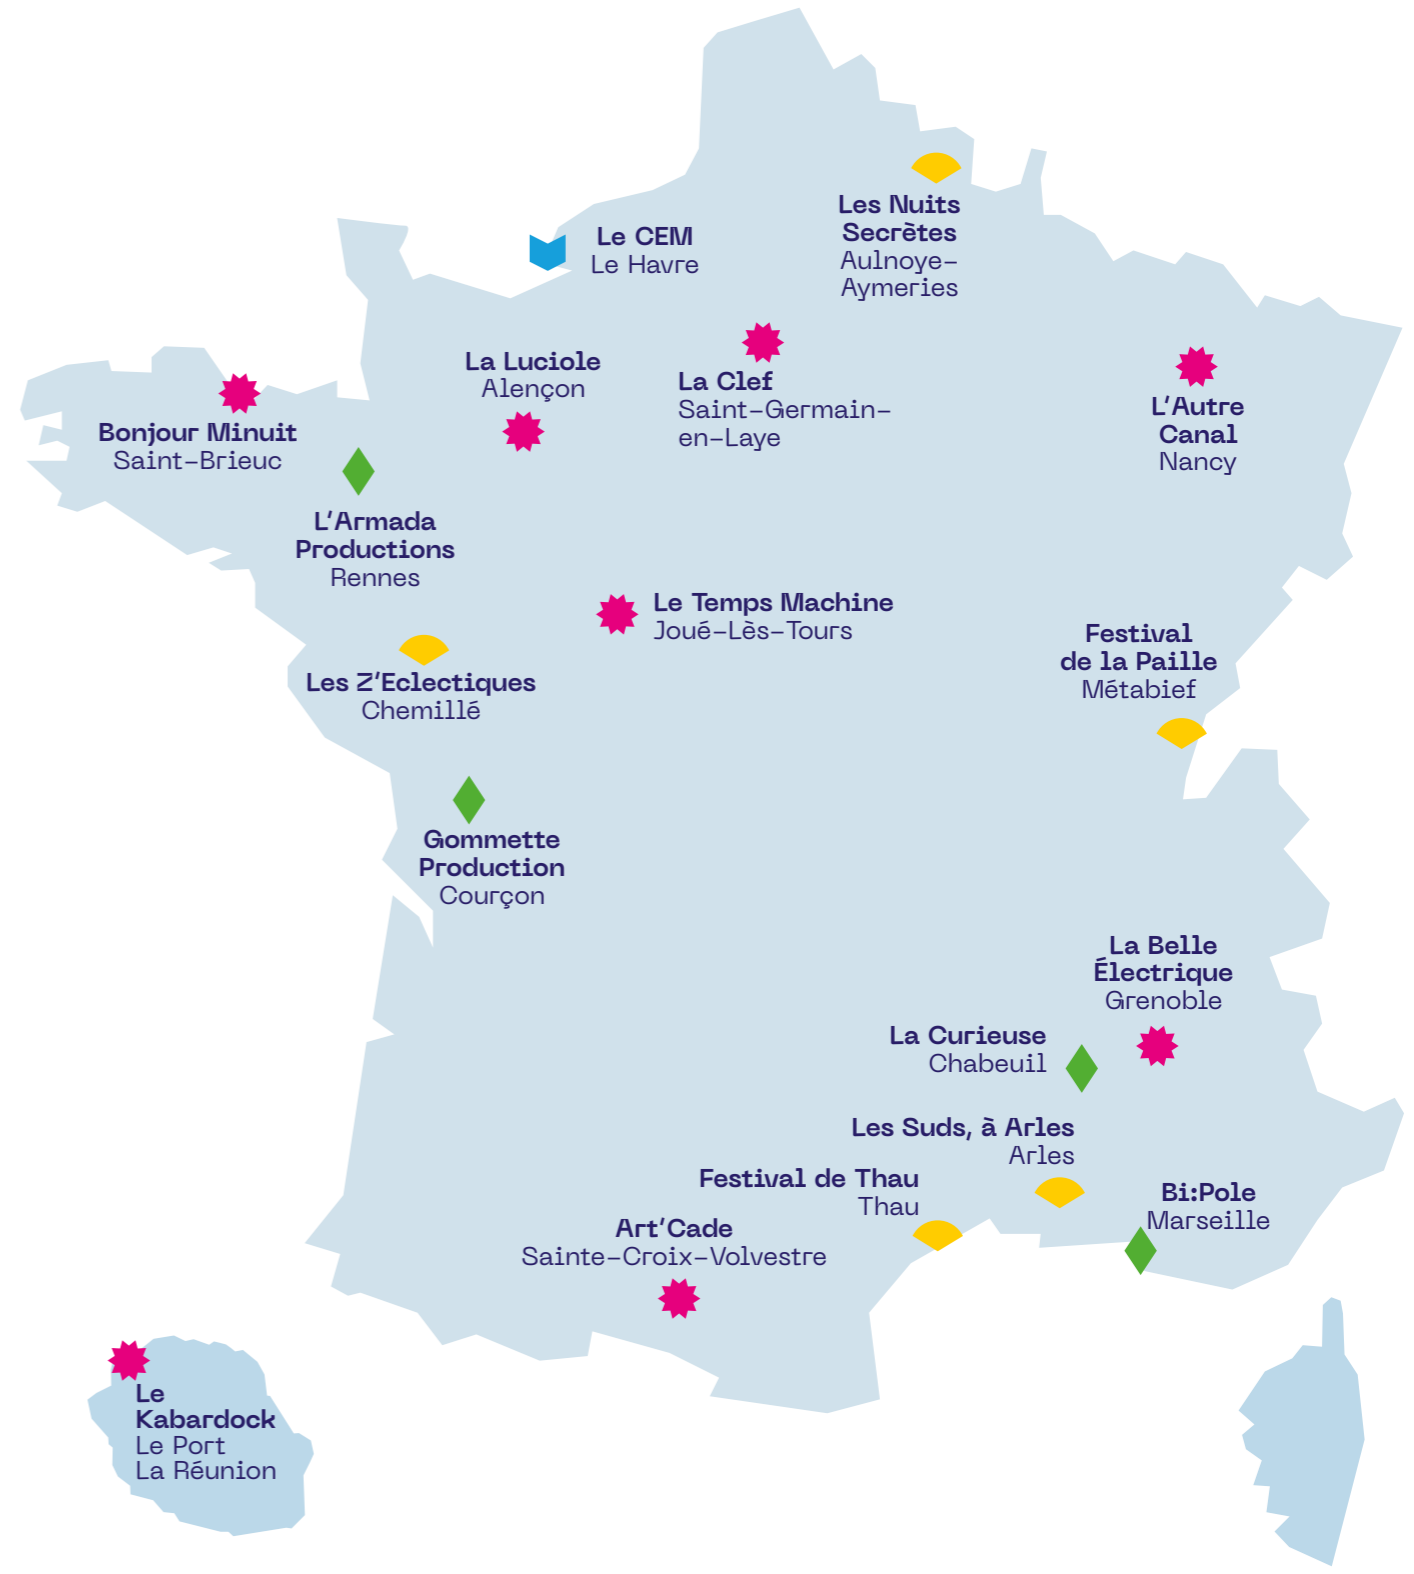 Les Nuits
Secrètes
Aulnoye-
Aymeries
Le CEM
Le Havre
La Luciole
Alençon
La Clef
Saint-Germain-
en-Laye
L'Autre
Canal
Nancy
Bonjour Minuit
Saint-Brieuc
L'Armada
Productions
Rennes
Le Temps Machine
Joué-Lès-Tours
Festival
de la Paille
Métabief
Les Z'Eclectiques
Chemillé
Gommette
Production
Courçon
La Belle
Électrique
Grenoble
La Curieuse
Chabeuil
Les Suds, à Arles
Arles
Festival de Thau
Thau
Bi:Pole
Marseille
Art'Cade
Sainte-Croix-Volvestre
Le
Kabardock
Le Port
La Réunion